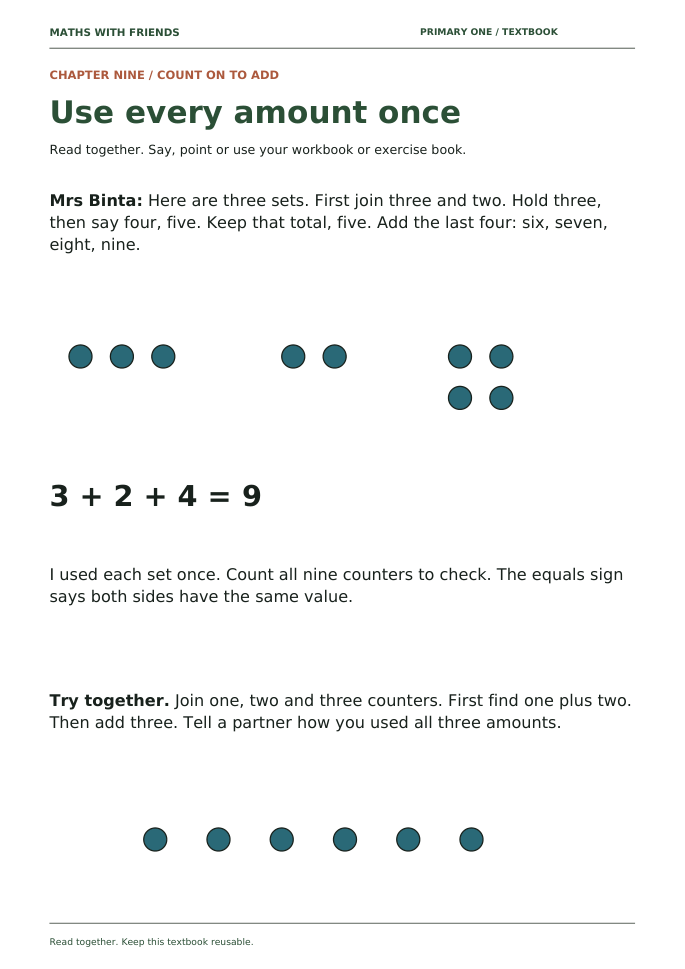 MATHS WITH FRIENDS
PRIMARY ONE / TEXTBOOK
CHAPTER NINE / COUNT ON TO ADD
Use every amount once
Read together. Say, point or use your workbook or exercise book.
Mrs Binta: Here are three sets. First join three and two. Hold three,
then say four, five. Keep that total, five. Add the last four: six, seven,
eight, nine.
3 + 2 + 4 = 9
I used each set once. Count all nine counters to check. The equals sign
says both sides have the same value.
Try together. Join one, two and three counters. First find one plus two.
Then add three. Tell a partner how you used all three amounts.
Read together. Keep this textbook reusable.